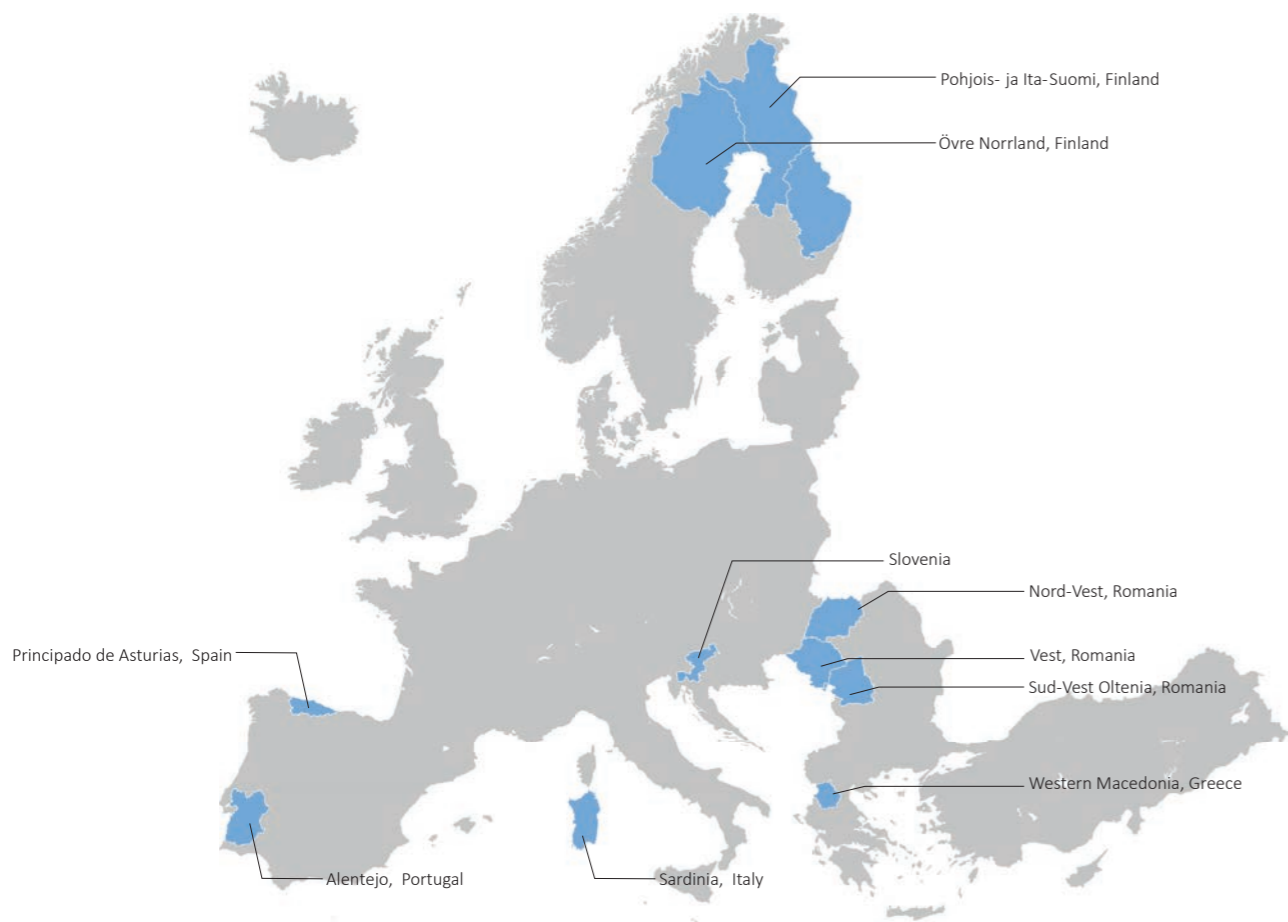 Pohjois- ja Ita-Suomi, Finland
Övre Norrland, Finland
Slovenia
Nord-Vest, Romania
Principado de Asturias, Spain
Vest, Romania
Sud-Vest Oltenia, Romania
Western Macedonia, Greece
Alentejo, Portugal
Sardinia, Italy